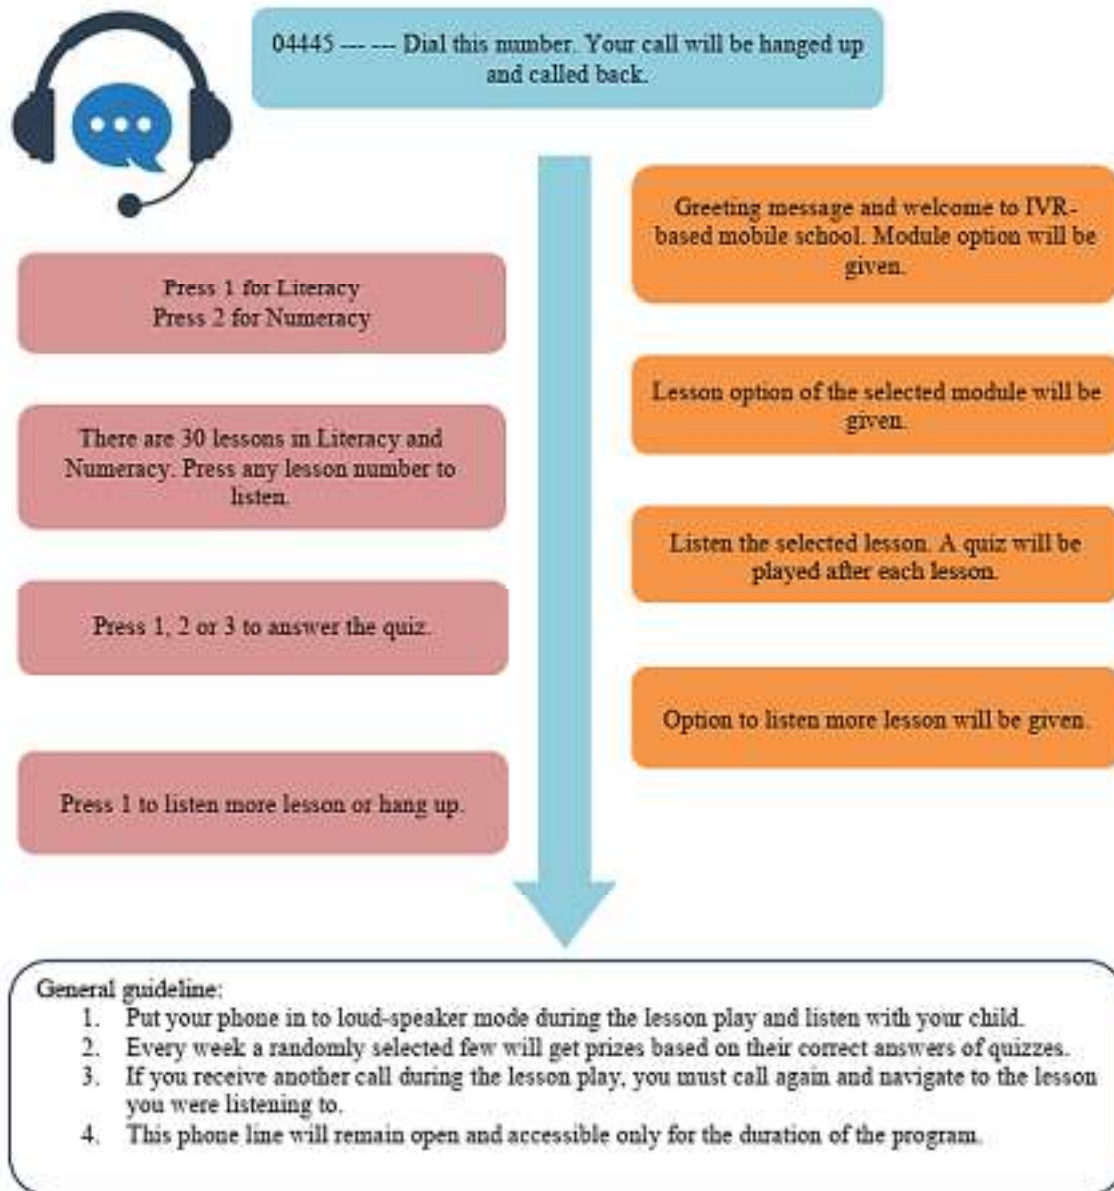 04445 --- --- Dial this number. Your call will be hanged up
and called back.
Greeting message and welcome to IVR-
based mobile school. Module option will be
given.
Press 1 for Literacy
Press 2 for Numeracy
Lesson option of the selected module will be
given.
There are 30 lessons in Literacy and
Numeracy. Press any lesson number to
listen.
Listen the selected lesson. A quiz will be
played after each lesson.
Press 1, 2 or 3 to answer the quiz.
Option to listen more lesson will be given.
Press 1 to listen more lesson or hang up.
General guideline:
1. Put your phone in to loud-speaker mode during the lesson play and listen with your child.
2. Every week a randomly selected few will get prizes based on their correct answers of quizzes.
3. If you receive another call during the lesson play, you must call again and navigate to the lesson
you were listening to.
4. This phone line will remain open and accessible only for the duration of the program.